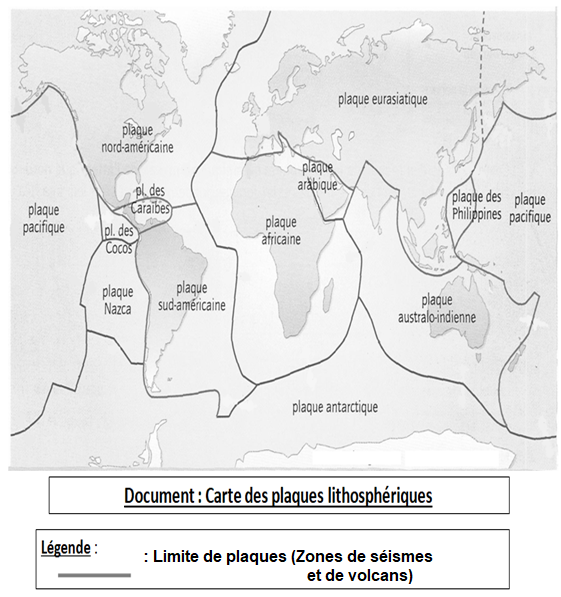 plaque eurasiatique
plaque
nord-américaine
pl. des
Caraïbes
plaque
arabique
plaque des
Philippines
plaque
pacifique
plaque
pacifique
pl. des
Cocos
plaque
africaine
plaque
Nazca
plaque
sud-américaine
plaque
australo-indienne
plaque antarctique
Document : Carte des plaques lithosphériques
Légende :
: Limite de plaques (Zones de séismes
et de volcans)